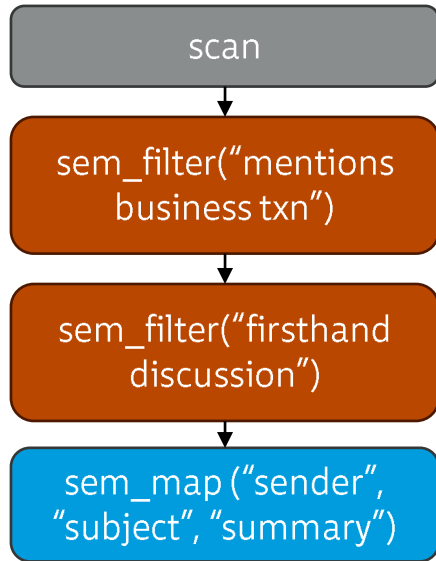 scan
sem_filter(“mentions
business txn”)
sem_filter(“firsthand
discussion”)
sem_map (“sender”,
“subject”, “summary”)